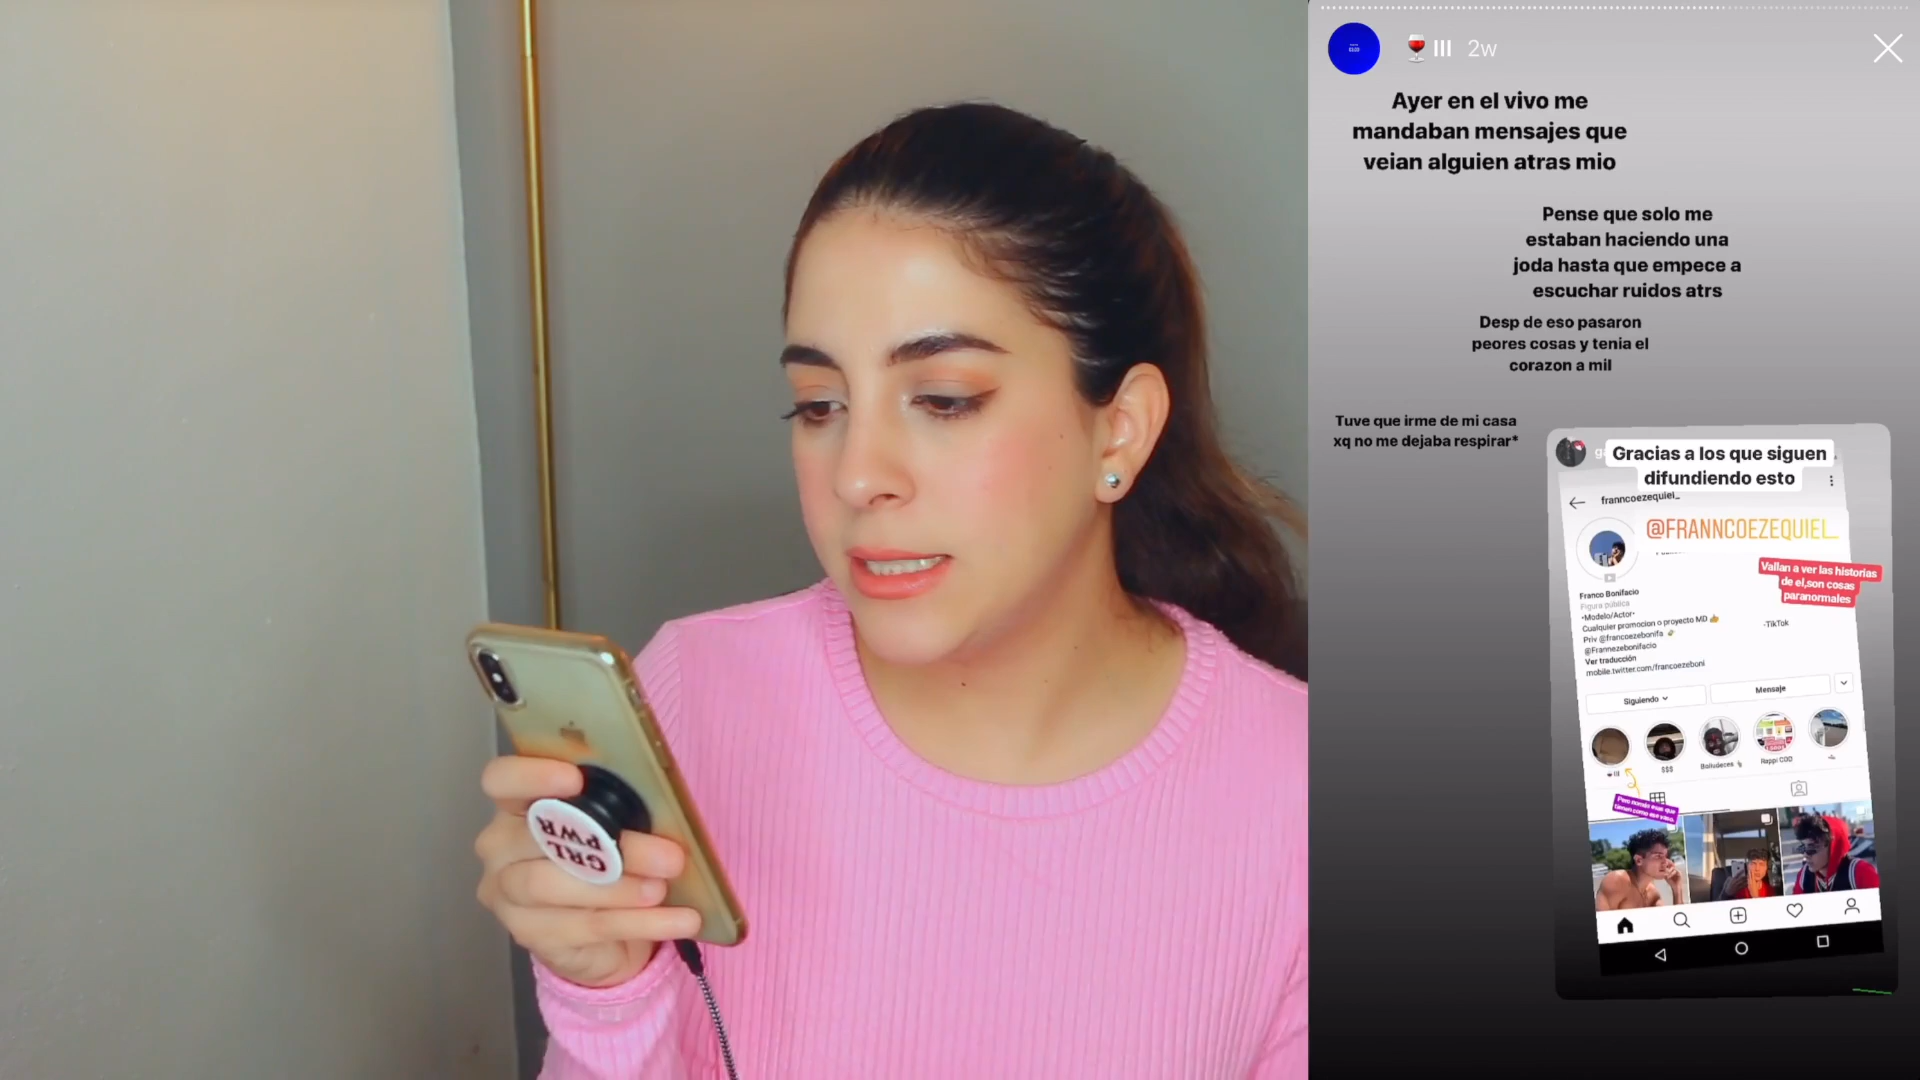 GRL
PWR
III 2w
Ayer en el vivo me
mandaban mensajes que
veian alguien atras mio
Pense que solo me
estaban haciendo una
joda hasta que empece a
escuchar ruidos atrs
Desp de eso pasaron
peores cosas y tenia el
corazon a mil
Tuve que irme de mi casa
xq no me dejaba respirar*
Gracias a los que siguen
difundiendo esto
franncoezequiel_
@FRANNCOEZEQUIEL_
Vallan a ver las historias
de el,son cosas
paranormales
Franco Bonifacio
Figura pública
•Modelo/Actor•
Cualquier promocion o proyecto MD 👍
-TikTok
Priv @francoezebonifa
@Frannezebonifacio
Ver traducción
mobile.twitter.com/francoezeboni
Siguiendo
Mensaje
III
$$$
Boludeces
Rappi COD